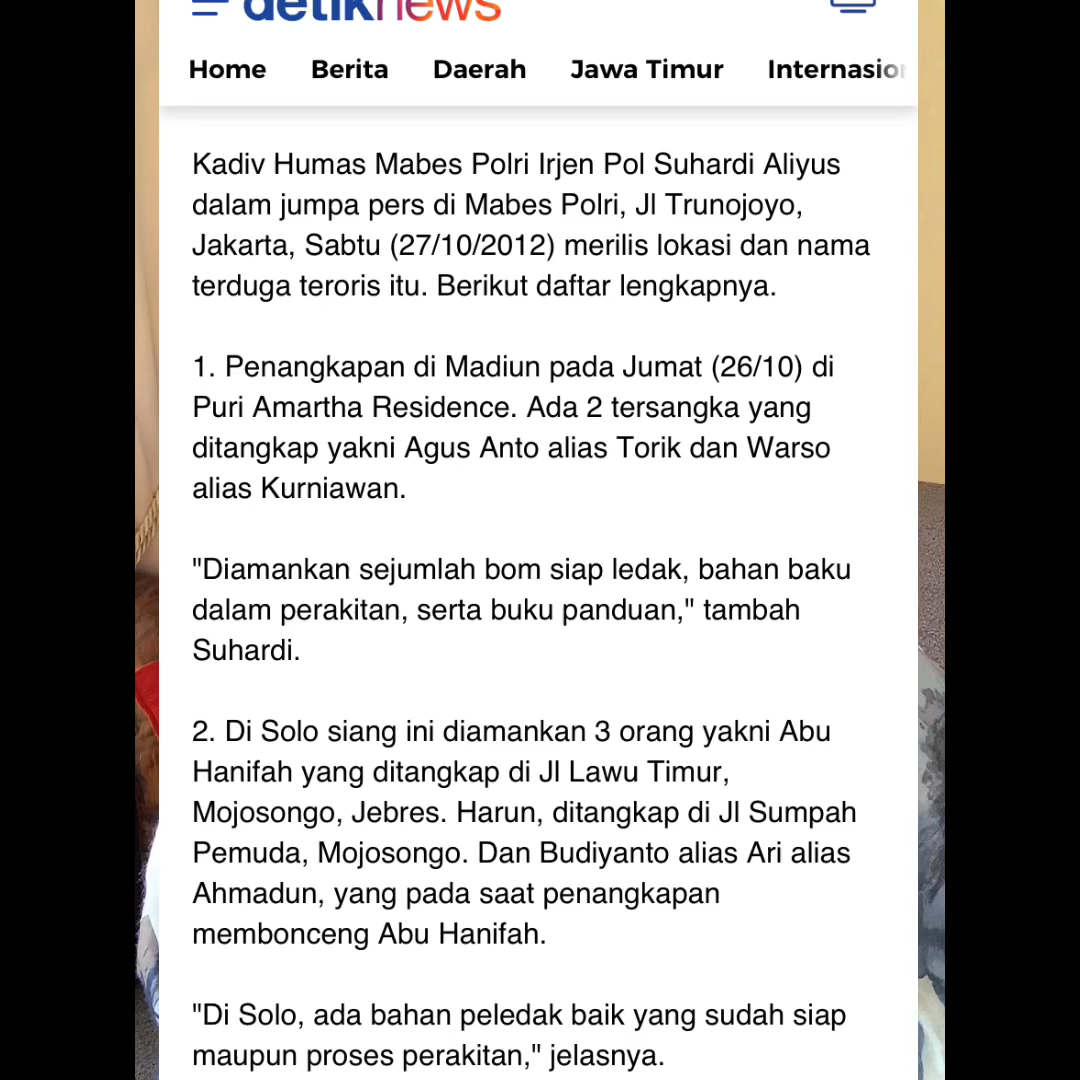 detiknews
Home Berita Daerah Jawa Timur Internasio
Kadiv Humas Mabes Polri Irjen Pol Suhardi Aliyus
dalam jumpa pers di Mabes Polri, Jl Trunojoyo,
Jakarta, Sabtu (27/10/2012) merilis lokasi dan nama
terduga teroris itu. Berikut daftar lengkapnya.
1. Penangkapan di Madiun pada Jumat (26/10) di
Puri Amartha Residence. Ada 2 tersangka yang
ditangkap yakni Agus Anto alias Torik dan Warso
alias Kurniawan.
"Diamankan sejumlah bom siap ledak, bahan baku
dalam perakitan, serta buku panduan," tambah
Suhardi.
2. Di Solo siang ini diamankan 3 orang yakni Abu
Hanifah yang ditangkap di Jl Lawu Timur,
Mojosongo, Jebres. Harun, ditangkap di Jl Sumpah
Pemuda, Mojosongo. Dan Budiyanto alias Ari alias
Ahmadun, yang pada saat penangkapan
membonceng Abu Hanifah.
"Di Solo, ada bahan peledak baik yang sudah siap
maupun proses perakitan," jelasnya.